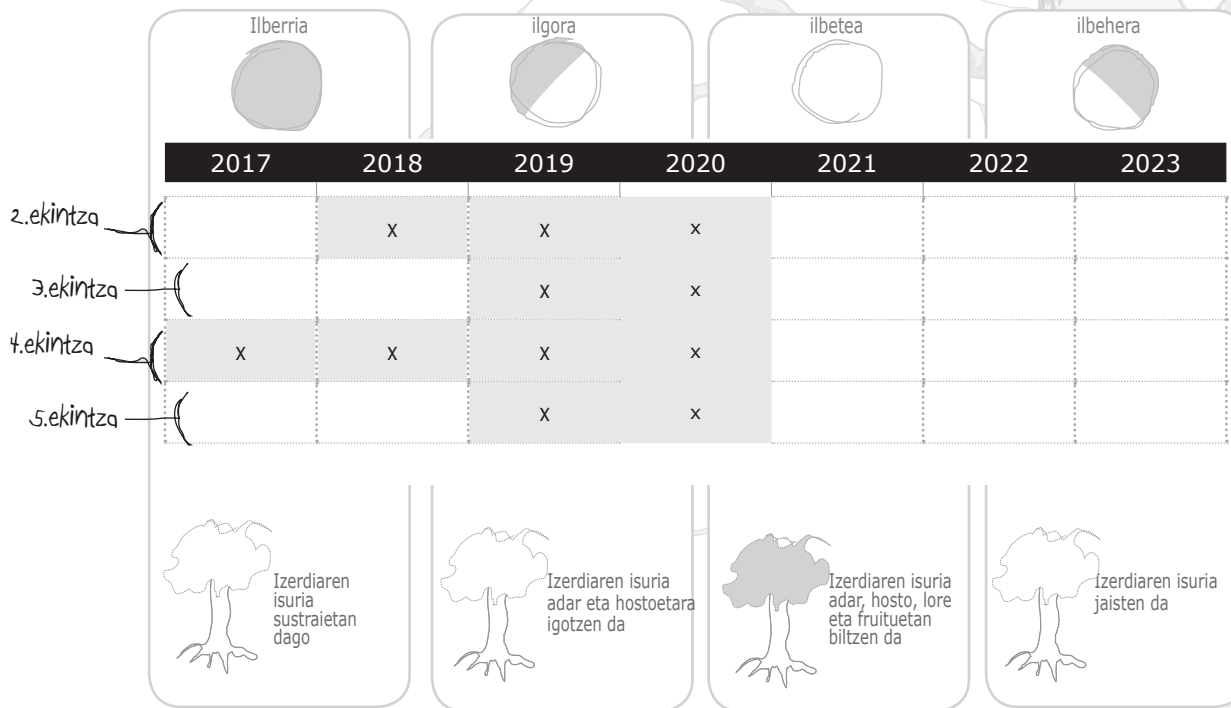 Ilberria ilgora ilbetea ilbehera
2017 2018 2019 2020 2021 2022 2023
2.ekintza X X x
3.ekintza X x
4.ekintza X X X x
5.ekintza X x
Izerdiaren
isuria
sustraietan
dago
Izerdiaren isuria
adar eta hostoetara
igotzen da
Izerdiaren isuria
adar, hosto, lore
eta fruituetan
biltzen da
Izerdiaren isuria
jaisten da